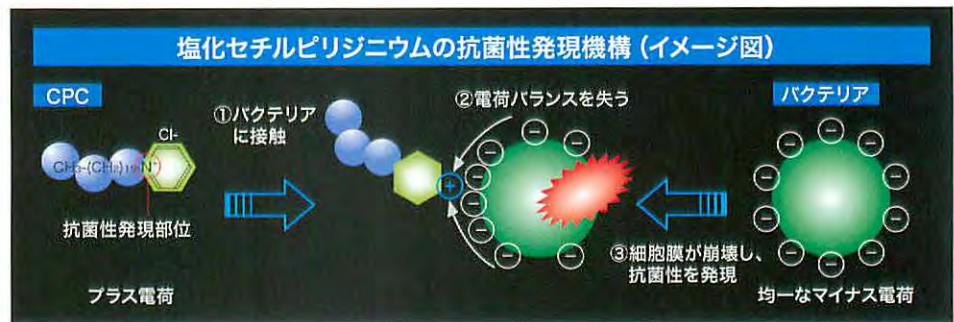 塩化セチルピリジニウムの抗菌性発現機構（イメージ図）
CPC
Cl-
CH3-(CH2)15-N+
抗菌性発現部位
プラス電荷
①バクテリア
に接触
②電荷バランスを失う
+
③細胞膜が崩壊し、
抗菌性を発現
バクテリア
均一なマイナス電荷